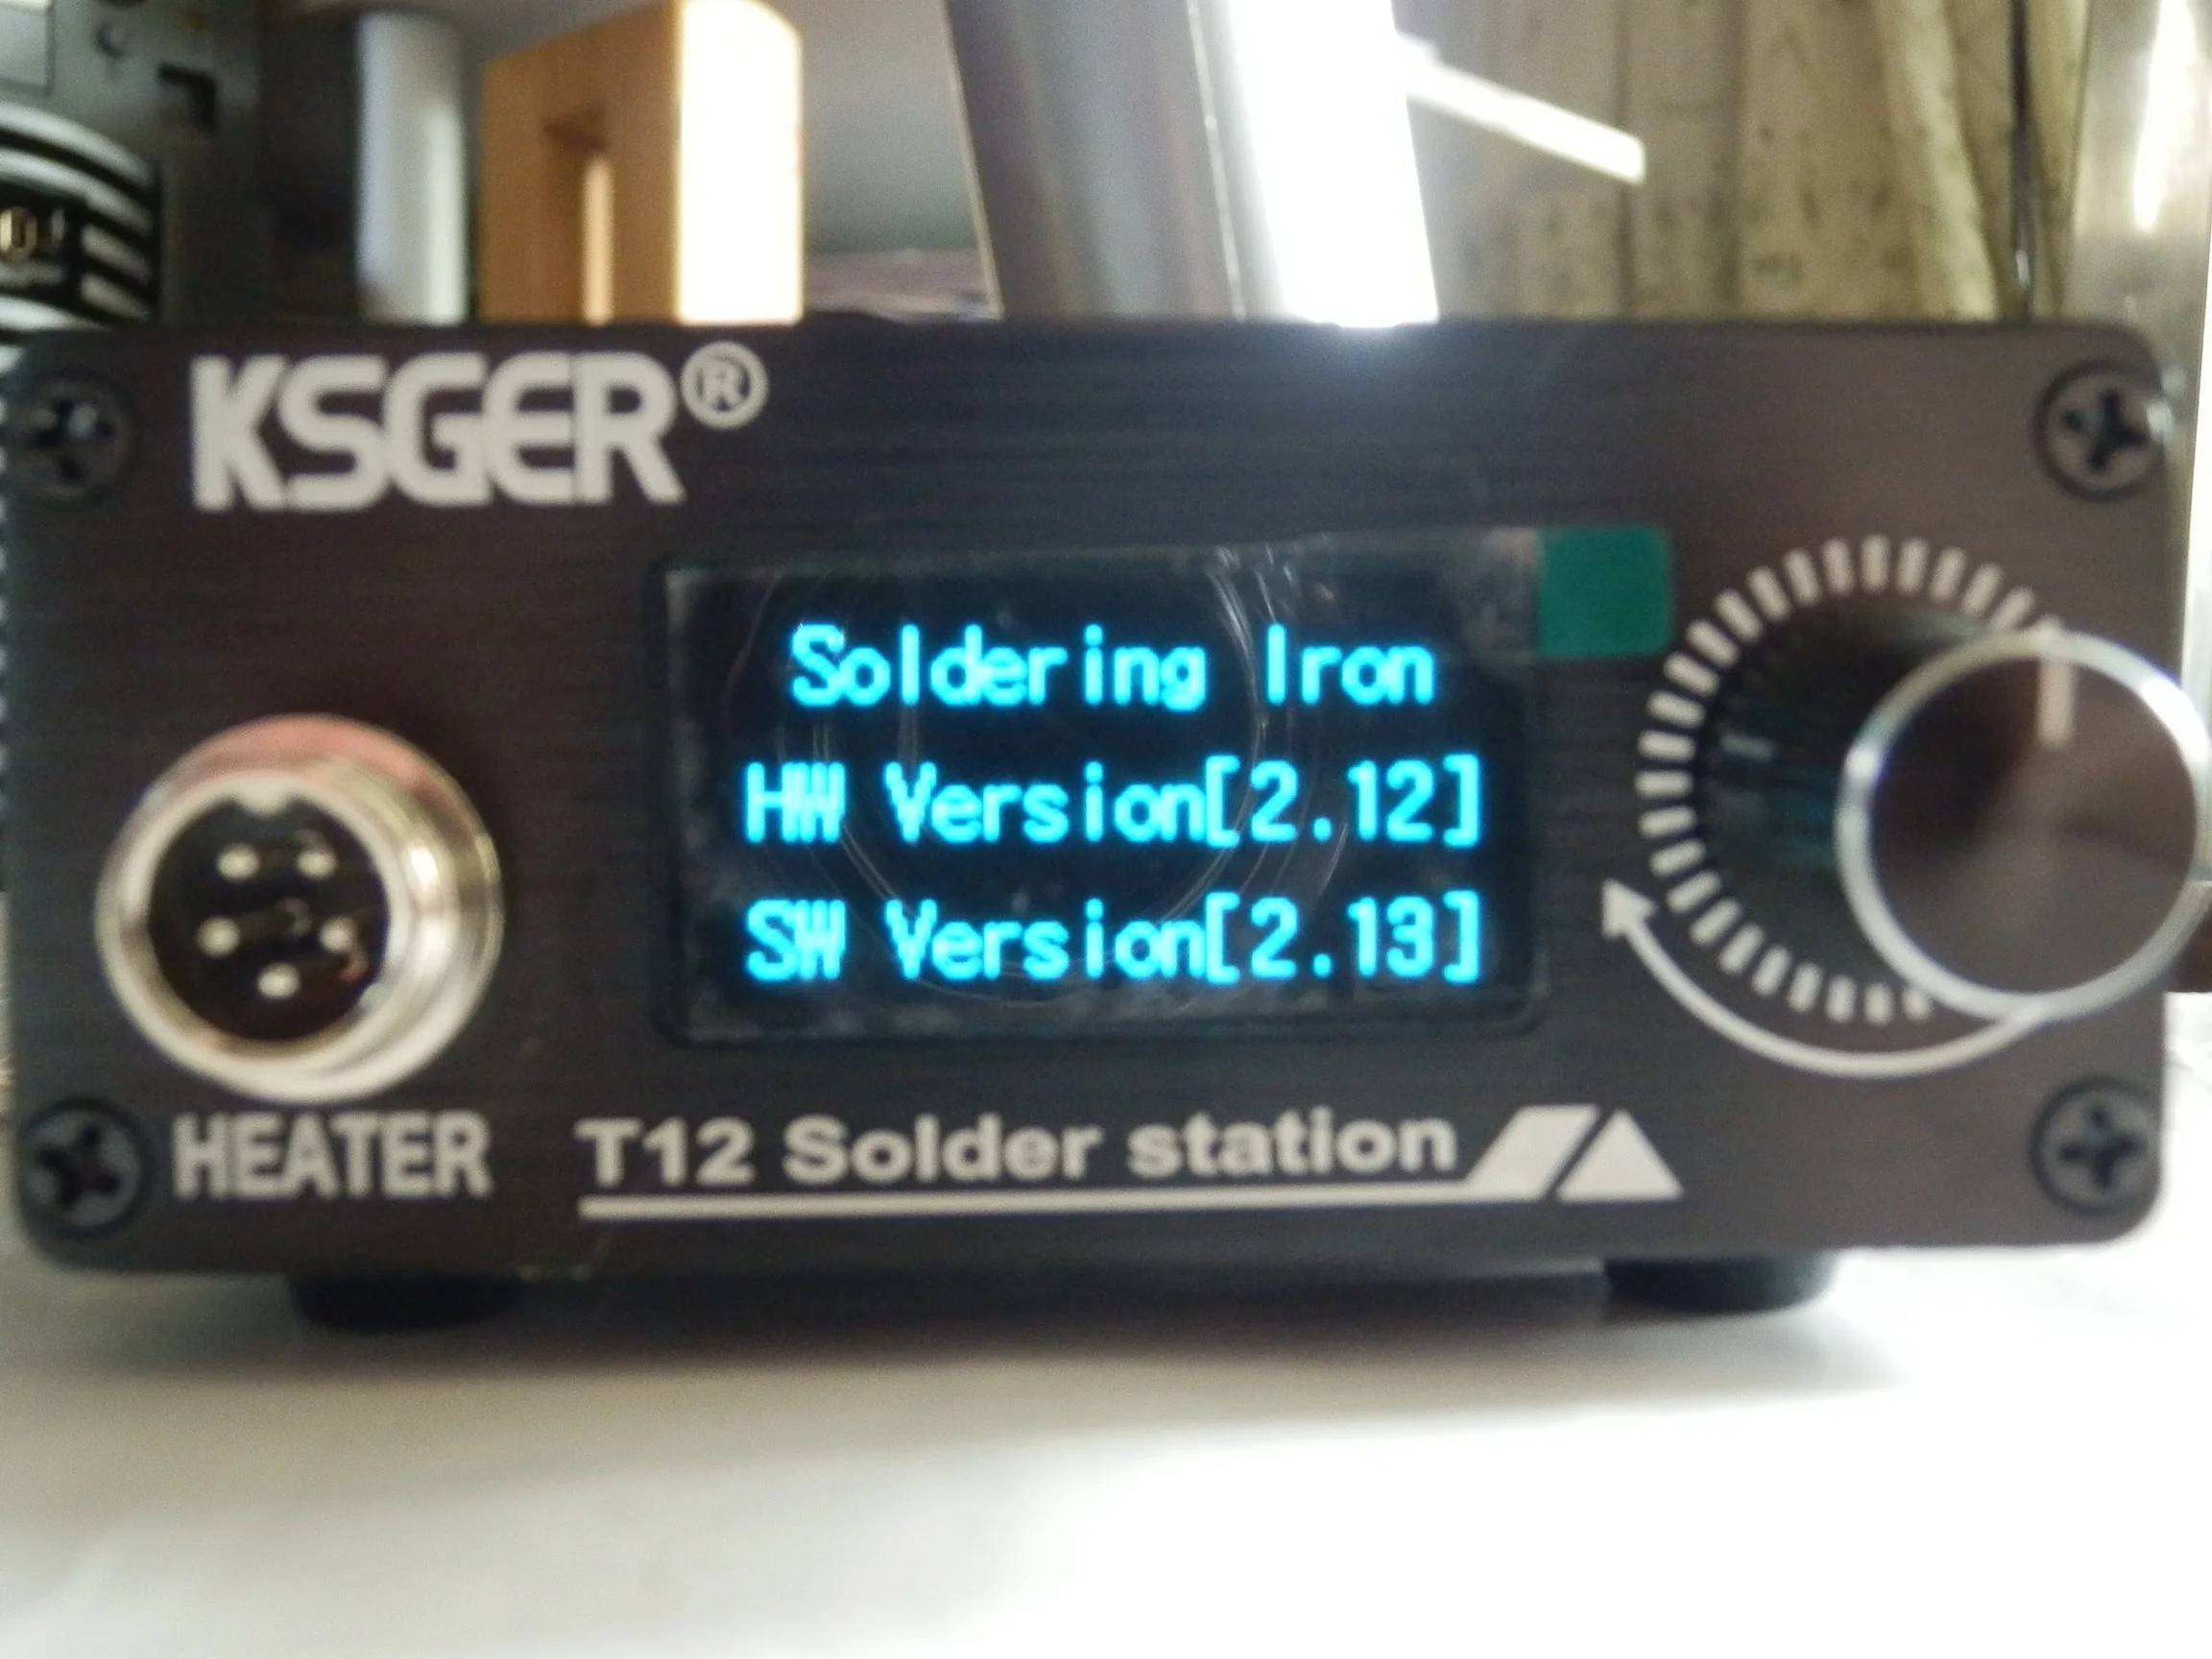 KSGER®
Soldering Iron
HW Version[2.12]
SW Version[2.13]
HEATER
T12 Solder station